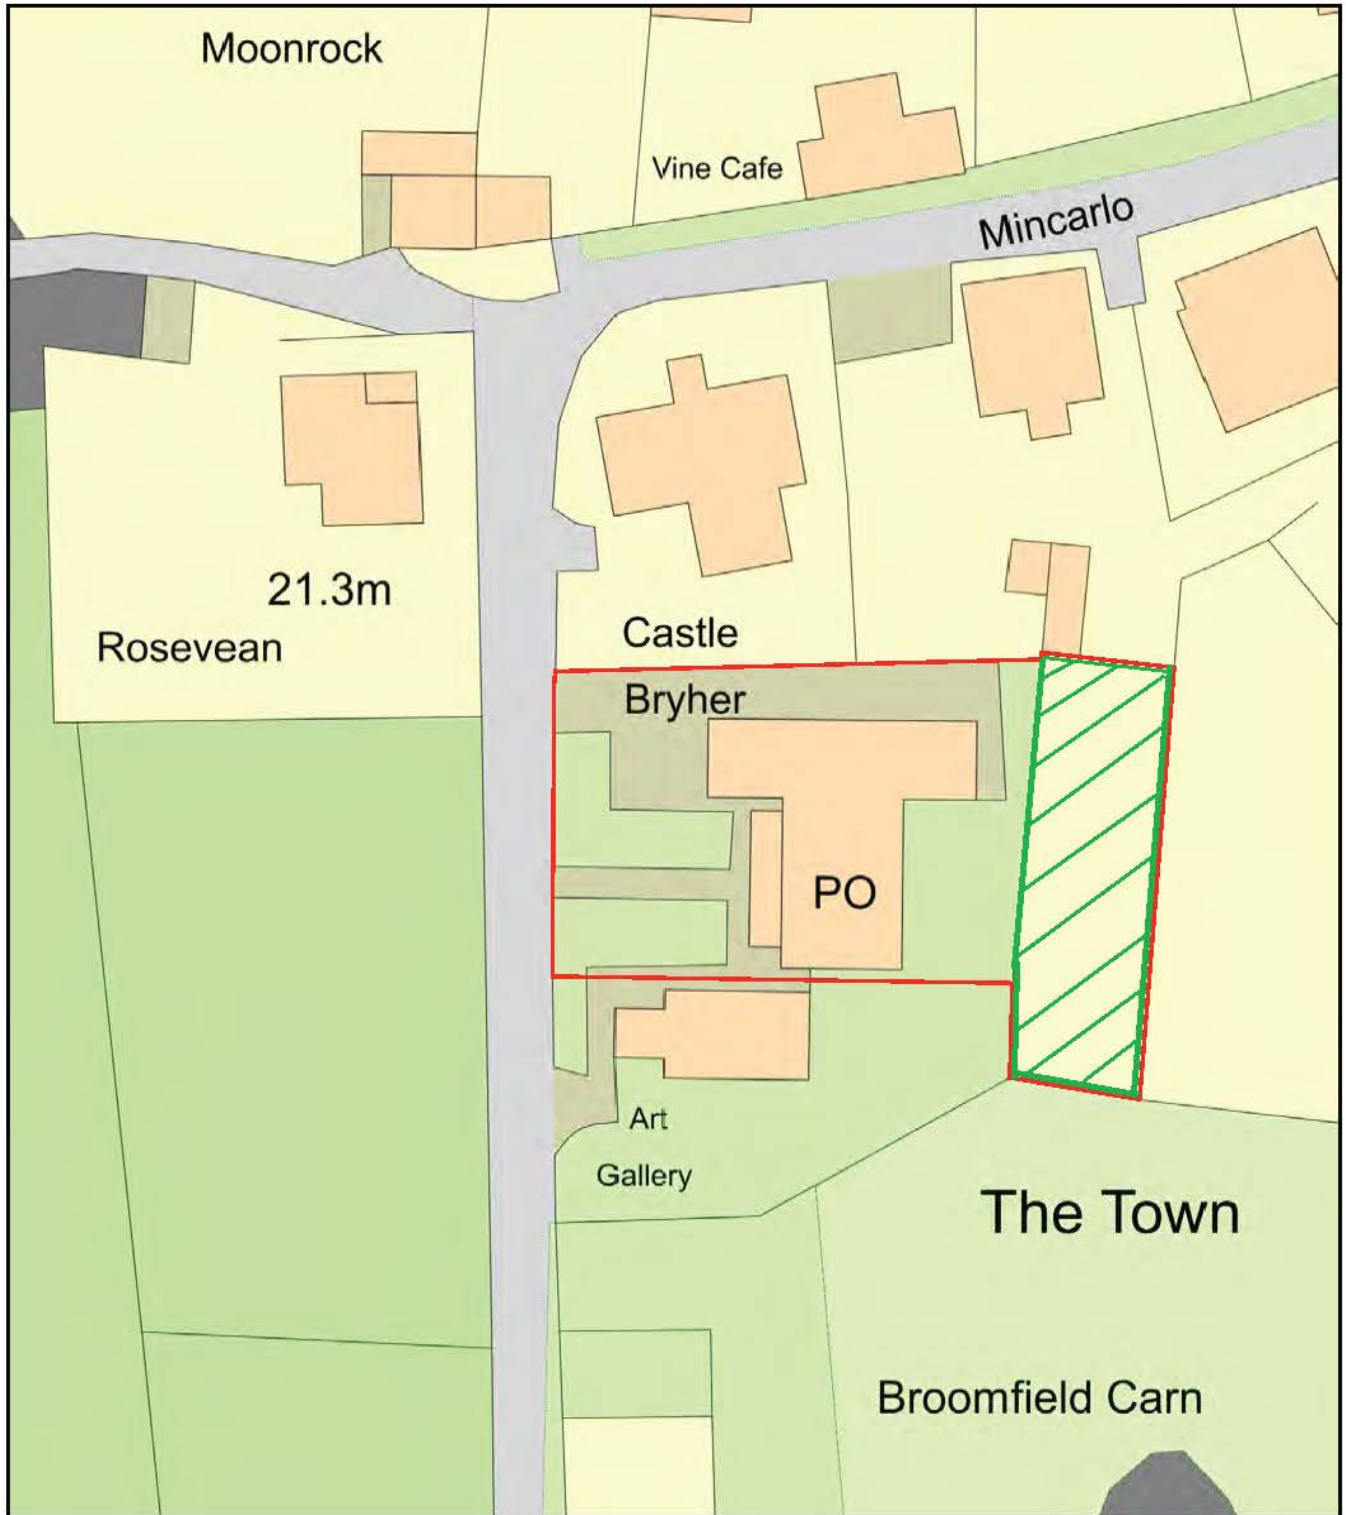 Moonrock
Vine Cafe
Mincarlo
21.3m
Rosevean
Castle
Bryher
PO
Art
Gallery
The Town
Broomfield Carn